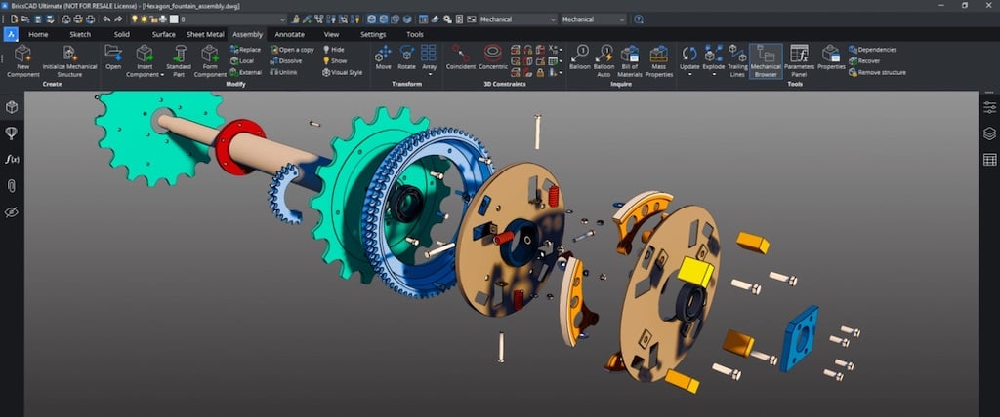 BricsCAD Ultimate (NOT FOR RESALE License) - [Hexagon_fountain_assembly.dwg]
0
Mechanical
Mechanical
Home Sketch Solid Surface Sheet Metal Assembly Annotate View Settings Tools
New Component
Initialize Mechanical Structure
Create
Open
Insert Component
Standard Part
Form Component
Replace
Local
External
Open a copy
Dissolve
Unlink
Hide
Show
Visual Style
Modify
Move
Rotate
Array
Transform
Coincident
Concentric
3D Constraints
Balloon
Balloon Auto
Bill of Materials
Mass Properties
Inquire
Update
Explode
Trailing Lines
Mechanical Browser
Parameters Panel
Properties
Dependencies
Recover
Remove structure
Tools
f(x)